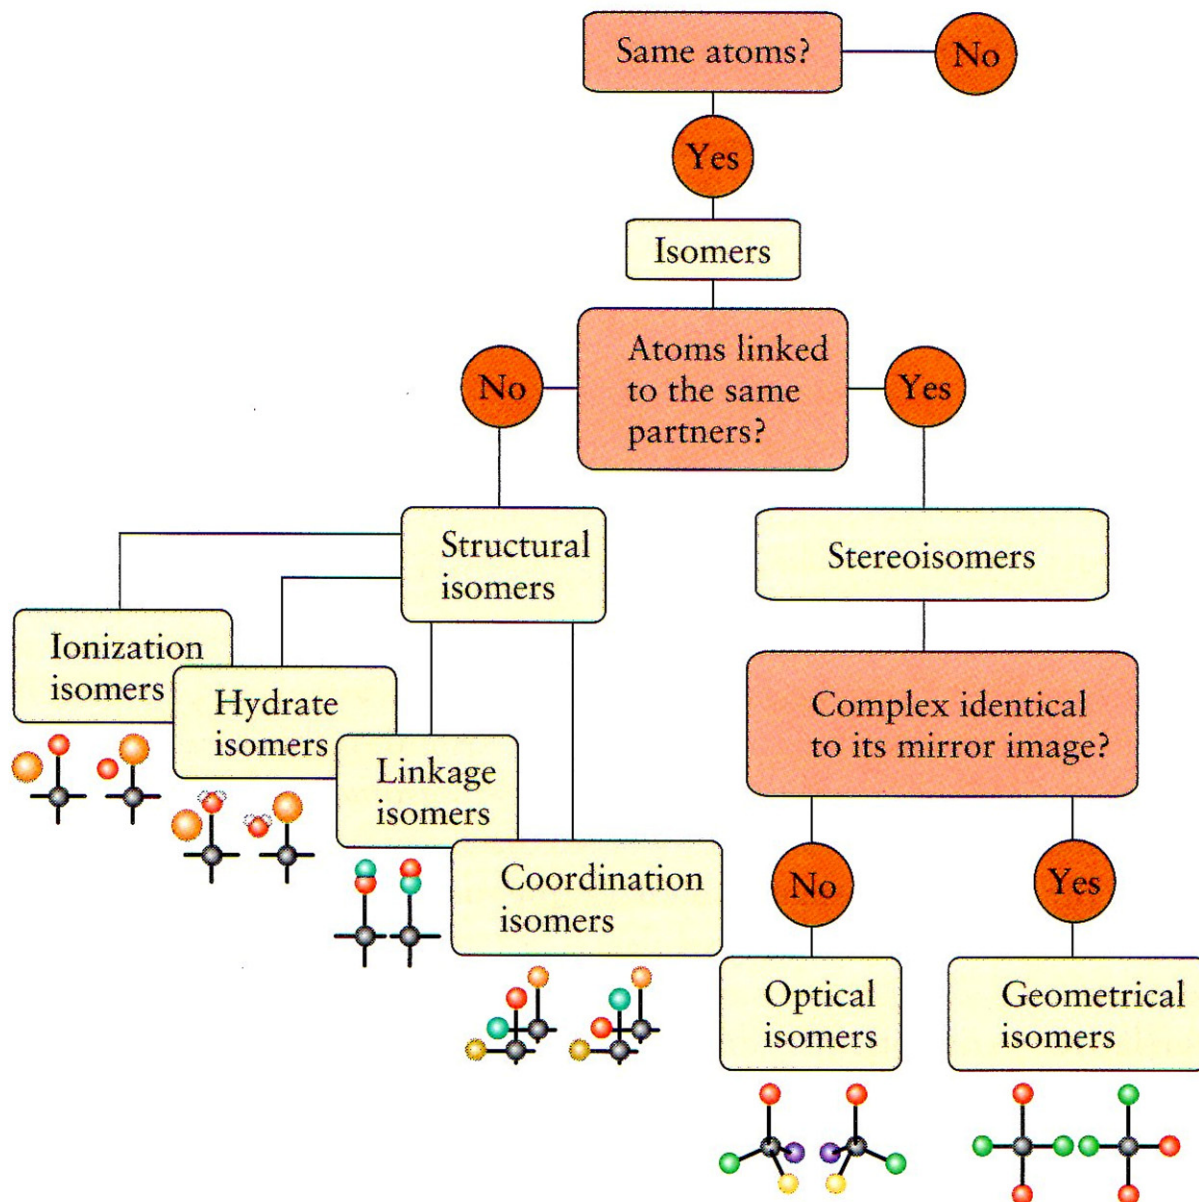 Same atoms?
No
Yes
Isomers
Atoms linked
to the same
partners?
No
Yes
Structural
isomers
Stereoisomers
Ionization
isomers
Hydrate
isomers
Linkage
isomers
Coordination
isomers
Complex identical
to its mirror image?
No
Yes
Optical
isomers
Geometrical
isomers